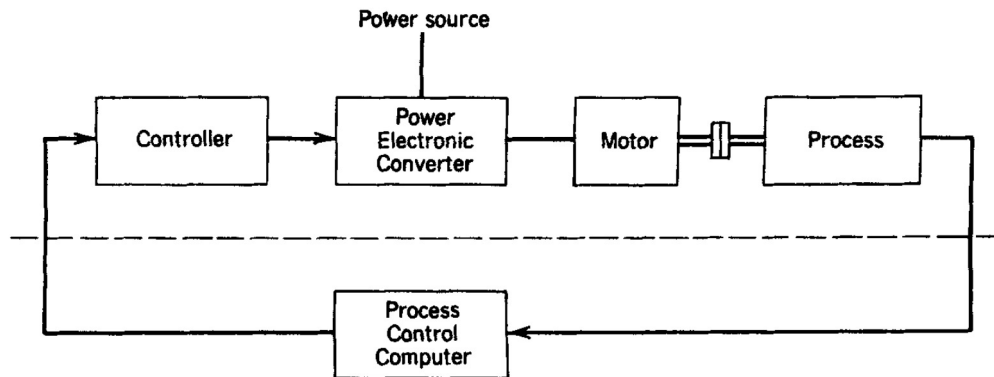 Power source
Controller
Power
Electronic
Converter
Motor
Process
Process
Control
Computer